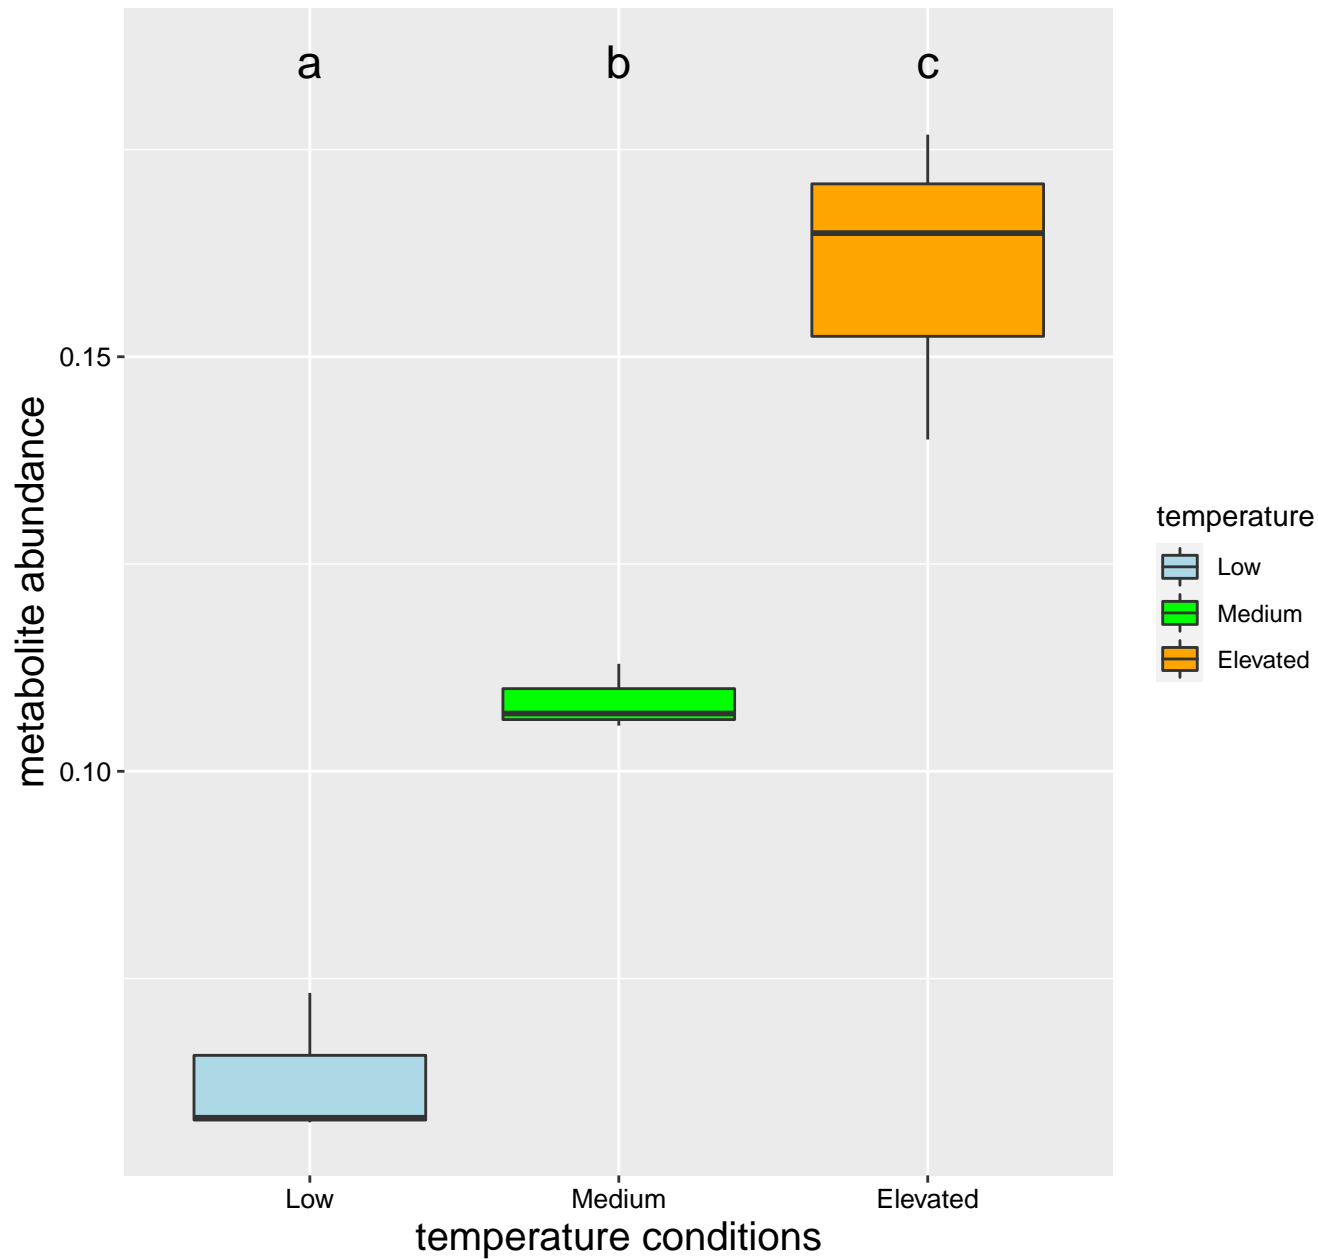 a b c
0.15
0.10
metabolite abundance
Low Medium Elevated
temperature conditions
temperature
Low
Medium
Elevated